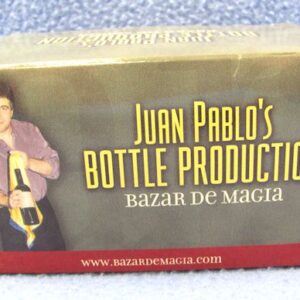 JUAN PABLO'S
BOTTLE PRODUCTIO
BAZAR DE MAGIA
www.bazardemagia.com